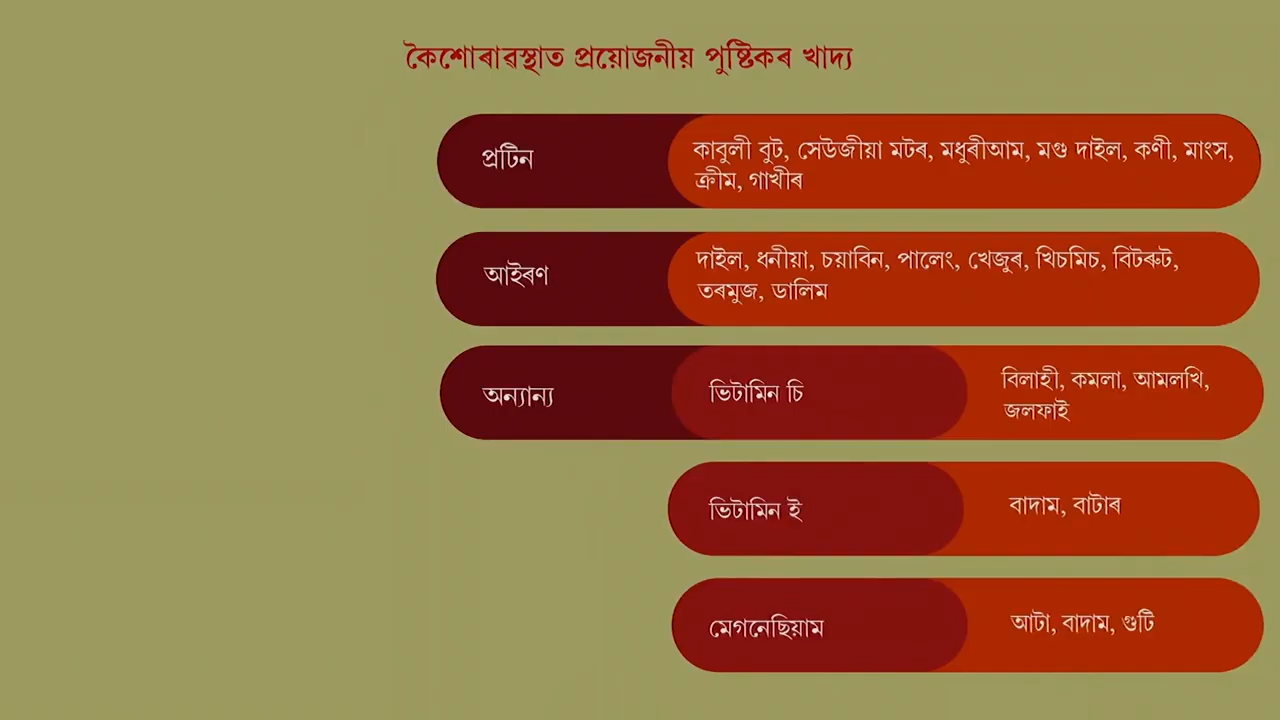 কৈশোৰাৱস্থাত প্ৰয়োজনীয় পুষ্টিকৰ খাদ্য
প্ৰটিন
কাবুলী বুট, সেউজীয়া মটৰ, মধুৰীআম, মগু দাইল, কণী, মাংস,
ক্ৰীম, গাখীৰ
আইৰণ
দাইল, ধনীয়া, চয়াবিন, পালেং, খেজুৰ, খিচমিচ, বিটৰুট,
তৰমুজ, ডালিম
অন্যান্য
ভিটামিন চি
বিলাহী, কমলা, আমলখি,
জলফাই
ভিটামিন ই
বাদাম, বাটাৰ
মেগনেছিয়াম
আটা, বাদাম, গুটি